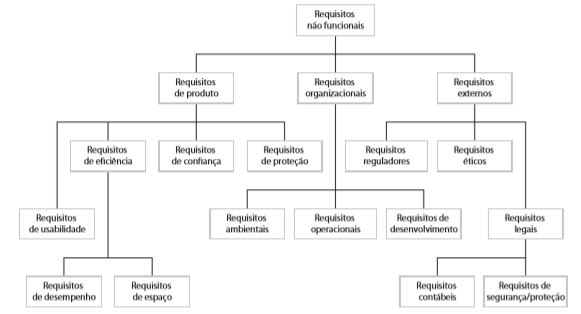 Requisitos
não funcionais
Requisitos
de produto
Requisitos
organizacionais
Requisitos
externos
Requisitos
de eficiência
Requisitos
de confiança
Requisitos
de proteção
Requisitos
reguladores
Requisitos
éticos
Requisitos
de usabilidade
Requisitos
ambientais
Requisitos
operacionais
Requisitos de
desenvolvimento
Requisitos
legais
Requisitos
de desempenho
Requisitos
de espaço
Requisitos
contábeis
Requisitos de
segurança/proteção